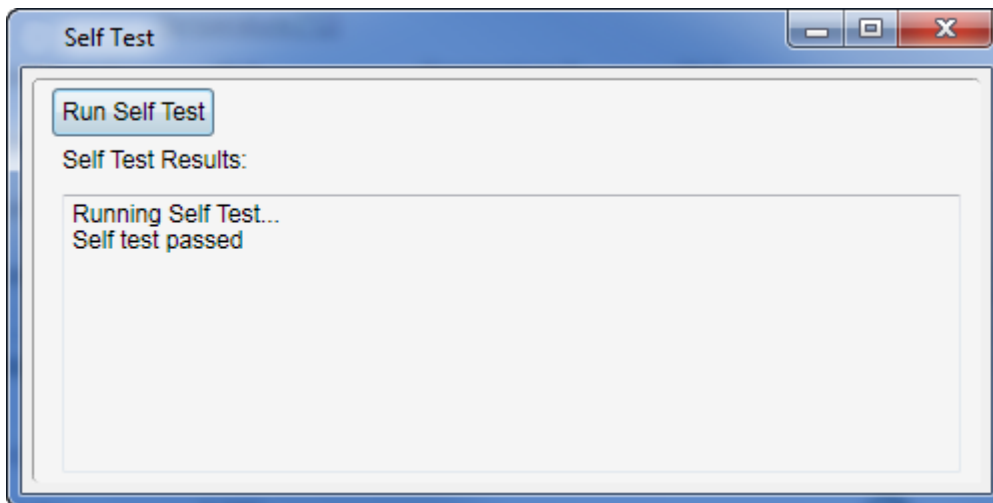 Self Test
Run Self Test
Self Test Results:
Running Self Test...
Self test passed